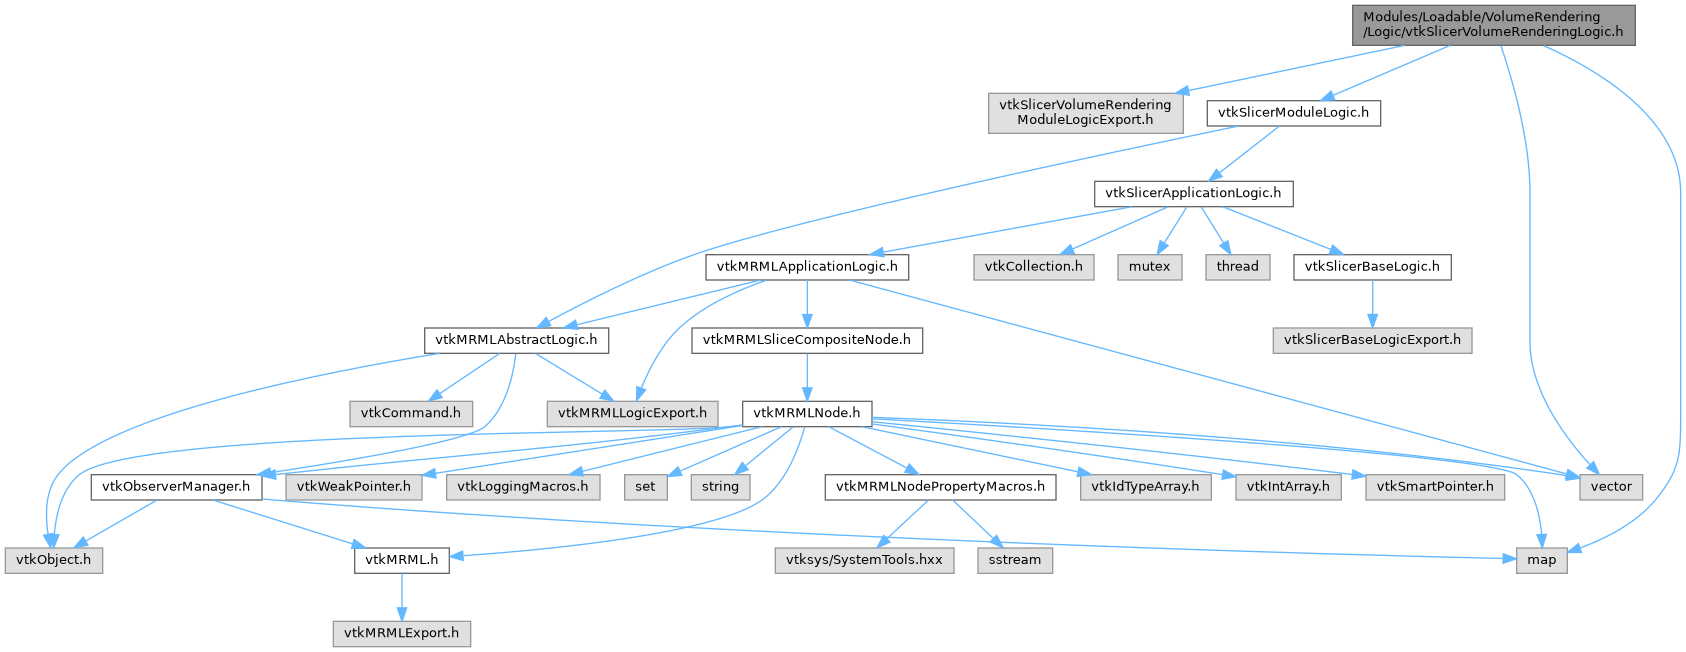 Modules/Loadable/VolumeRendering
/Logic/vtkSlicerVolumeRenderingLogic.h
vtkSlicerVolumeRendering
ModuleLogicExport.h
vtkSlicerModuleLogic.h
vtkSlicerApplicationLogic.h
vtkMRMLApplicationLogic.h
vtkCollection.h
mutex
thread
vtkSlicerBaseLogic.h
vtkMRMLAbstractLogic.h
vtkMRMLSliceCompositeNode.h
vtkSlicerBaseLogicExport.h
vtkCommand.h
vtkMRMLLogicExport.h
vtkMRMLNode.h
vtkObserverManager.h
vtkWeakPointer.h
vtkLoggingMacros.h
set
string
vtkMRMLNodePropertyMacros.h
vtkIdTypeArray.h
vtkIntArray.h
vtkSmartPointer.h
vector
vtkObject.h
vtkMRML.h
vtksys/SystemTools.hxx
sstream
map
vtkMRMLExport.h